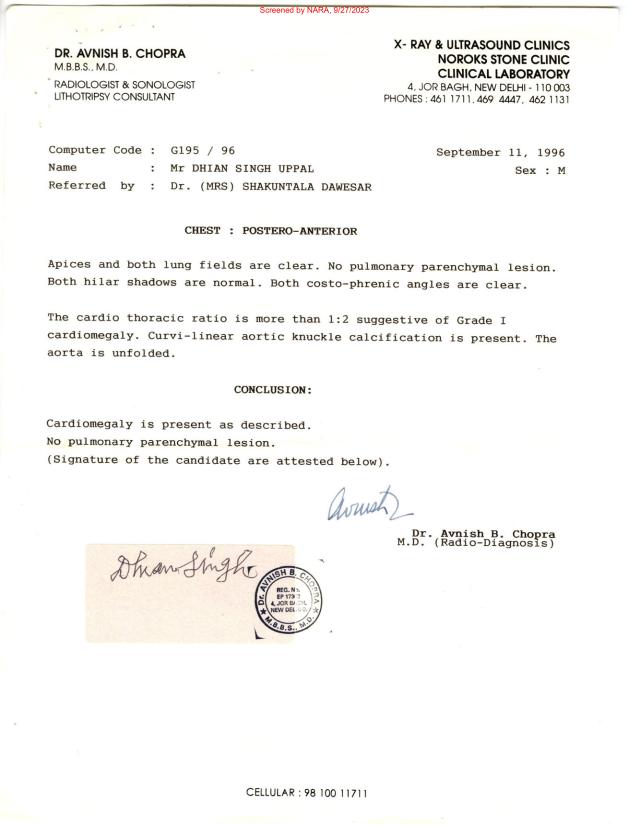 Screened by NARA, 9/27/2023
DR. AVNISH B. CHOPRA
M.B.B.S., M.D.
RADIOLOGIST & SONOLOGIST
LITHOTRIPSY CONSULTANT
X- RAY & ULTRASOUND CLINICS
NOROKS STONE CLINIC
CLINICAL LABORATORY
4, JOR BAGH, NEW DELHI - 110 003
PHONES : 461 1711, 469 4447, 462 1131
Computer Code : G195 / 96
September 11, 1996
Name : Mr DHIAN SINGH UPPAL
Sex : M
Referred by : Dr. (MRS) SHAKUNTALA DAWESAR
CHEST : POSTERO-ANTERIOR
Apices and both lung fields are clear. No pulmonary parenchymal lesion.
Both hilar shadows are normal. Both costo-phrenic angles are clear.
The cardio thoracic ratio is more than 1:2 suggestive of Grade I
cardiomegaly. Curvi-linear aortic knuckle calcification is present. The
aorta is unfolded.
CONCLUSION:
Cardiomegaly is present as described.
No pulmonary parenchymal lesion.
(Signature of the candidate are attested below).
Dr. Avnish B. Chopra
M.D. (Radio-Diagnosis)
Dhian Singh
Dr. AVNISH B. CHOPRA
REG. No.
4, JOR
NEW
M.B.B.S., M.D.
CELLULAR : 98 100 11711